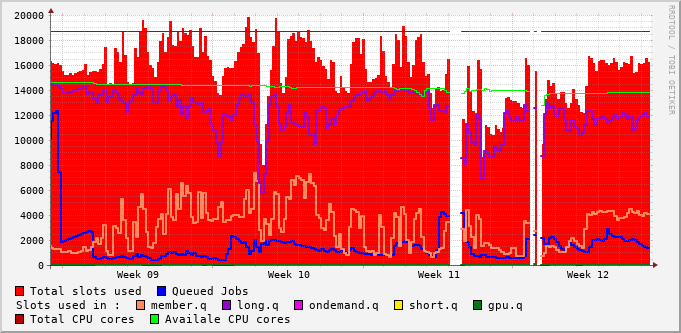 20000
18000
16000
14000
12000
10000
8000
6000
4000
2000
0
Week 09 Week 10 Week 11 Week 12
RRDTOOL / TOBI OETIKER
Total slots used Queued Jobs
Slots used in : member.q long.q ondemand.q short.q gpu.q
Total CPU cores Availale CPU cores